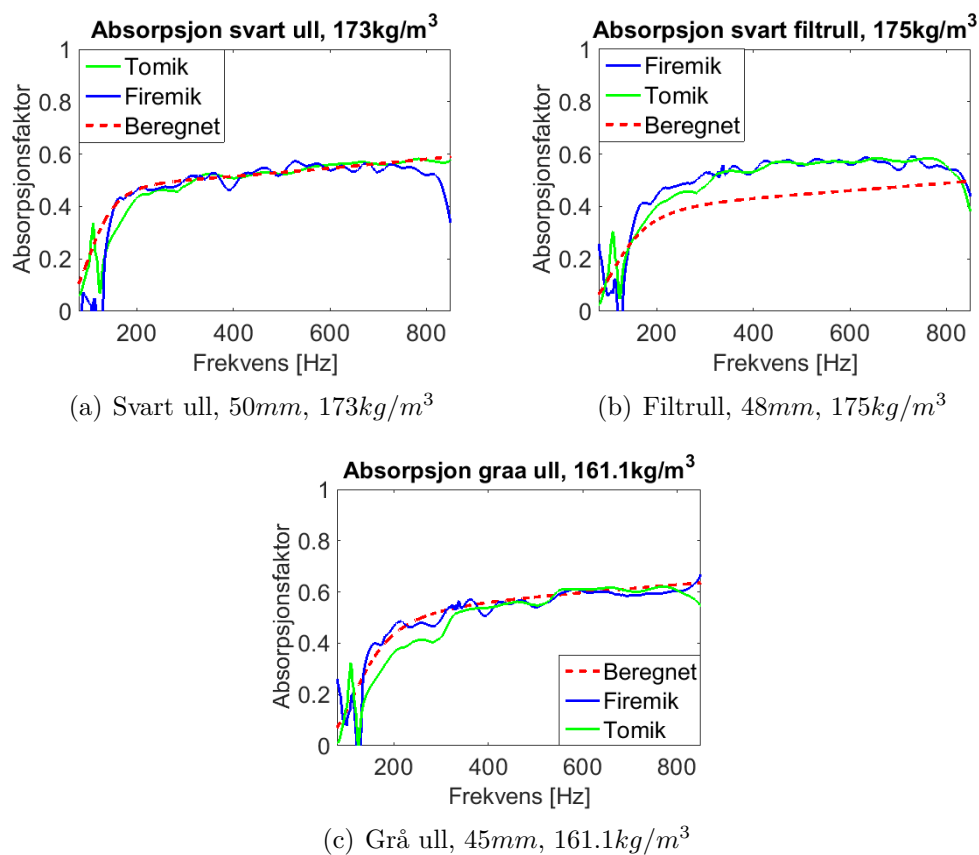 Absorpsjon svart ull, 173kg/m³
Absorpsjonsfaktor
1
0.8
0.6
0.4
0.2
0
Tomik
Firemik
Beregnet
200 400 600 800
Frekvens [Hz]
(a) Svart ull, 50mm, 173kg/m³
Absorpsjon svart filtrull, 175kg/m³
Absorpsjonsfaktor
1
0.8
0.6
0.4
0.2
0
Firemik
Tomik
Beregnet
200 400 600 800
Frekvens [Hz]
(b) Filtrull, 48mm, 175kg/m³
Absorpsjon graa ull, 161.1kg/m³
Absorpsjonsfaktor
1
0.8
0.6
0.4
0.2
0
Beregnet
Firemik
Tomik
200 400 600 800
Frekvens [Hz]
(c) Grå ull, 45mm, 161.1kg/m³